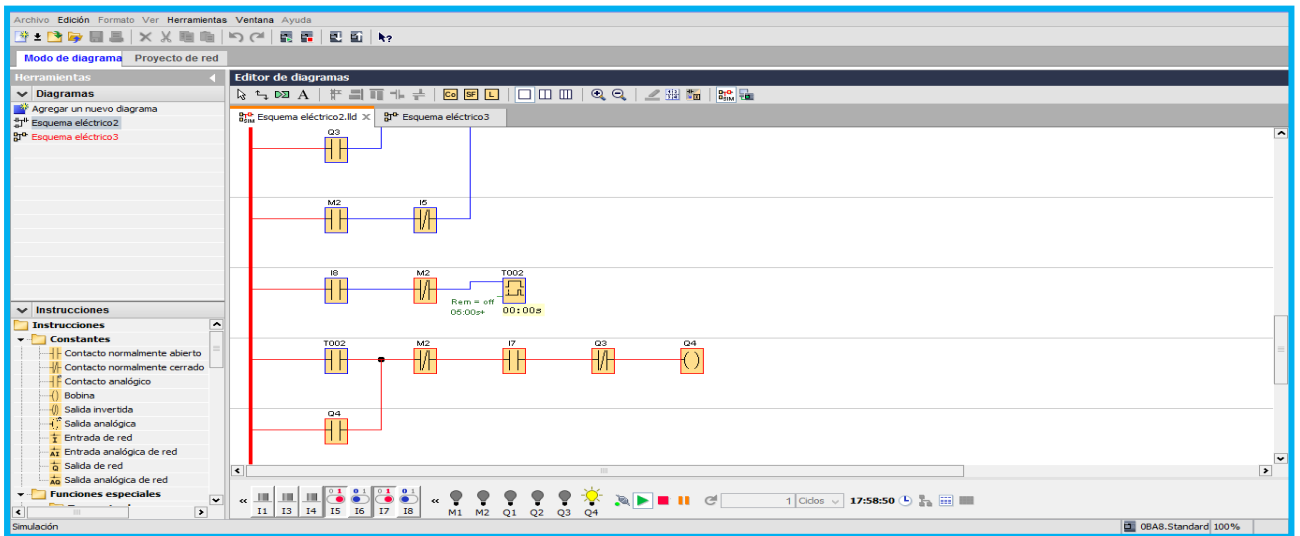 Archivo Edición Formato Ver Herramientas Ventana Ayuda
Modo de diagrama Proyecto de red
Herramientas
Diagramas
Agregar un nuevo diagrama
Esquema eléctrico2
Esquema eléctrico3
Instrucciones
Instrucciones
Constantes
Contacto normalmente abierto
Contacto normalmente cerrado
Contacto analógico
Bobina
Salida invertida
Salida analógica
Entrada de red
AI Entrada analógica de red
Q Salida de red
AQ Salida analógica de red
Funciones especiales
Editor de diagramas
A Co SF L
Esquema eléctrico2.lld Esquema eléctrico3
Q3
M2 I5
I8 M2 T002
Rem = off
05:00s+ 00:00s
T002 M2 I7 Q3 Q4
Q4
I1 I3 I4 I5 I6 I7 I8 M1 M2 Q1 Q2 Q3 Q4 1 Ciclos 17:58:50
Simulación 0BA8.Standard 100%